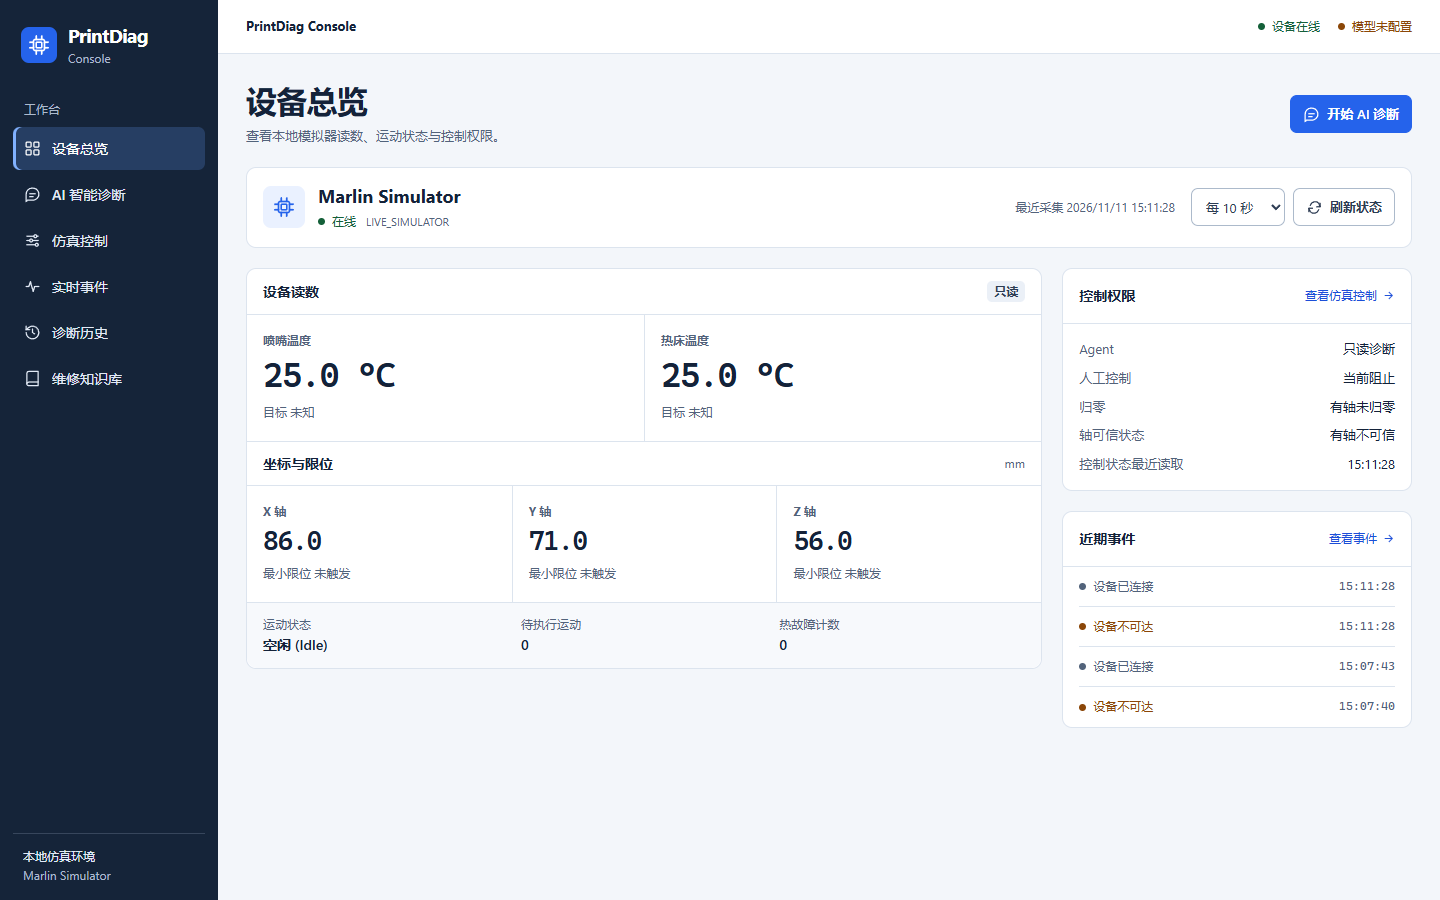 PrintDiag
Console
工作台
设备总览
AI 智能诊断
仿真控制
实时事件
诊断历史
维修知识库
本地仿真环境
Marlin Simulator
PrintDiag Console
设备在线
模型未配置
设备总览
查看本地模拟器读数、运动状态与控制权限。
开始 AI 诊断
Marlin Simulator
在线 LIVE_SIMULATOR
最近采集 2026/11/11 15:11:28
每 10 秒
刷新状态
设备读数
只读
喷嘴温度
25.0 °C
目标 未知
热床温度
25.0 °C
目标 未知
坐标与限位
mm
X 轴
86.0
最小限位 未触发
Y 轴
71.0
最小限位 未触发
Z 轴
56.0
最小限位 未触发
运动状态
空闲 (Idle)
待执行运动
0
热故障计数
0
控制权限
查看仿真控制 →
Agent 只读诊断
人工控制 当前阻止
归零 有轴未归零
轴可信状态 有轴不可信
控制状态最近读取 15:11:28
近期事件
查看事件 →
设备已连接 15:11:28
设备不可达 15:11:28
设备已连接 15:07:43
设备不可达 15:07:40